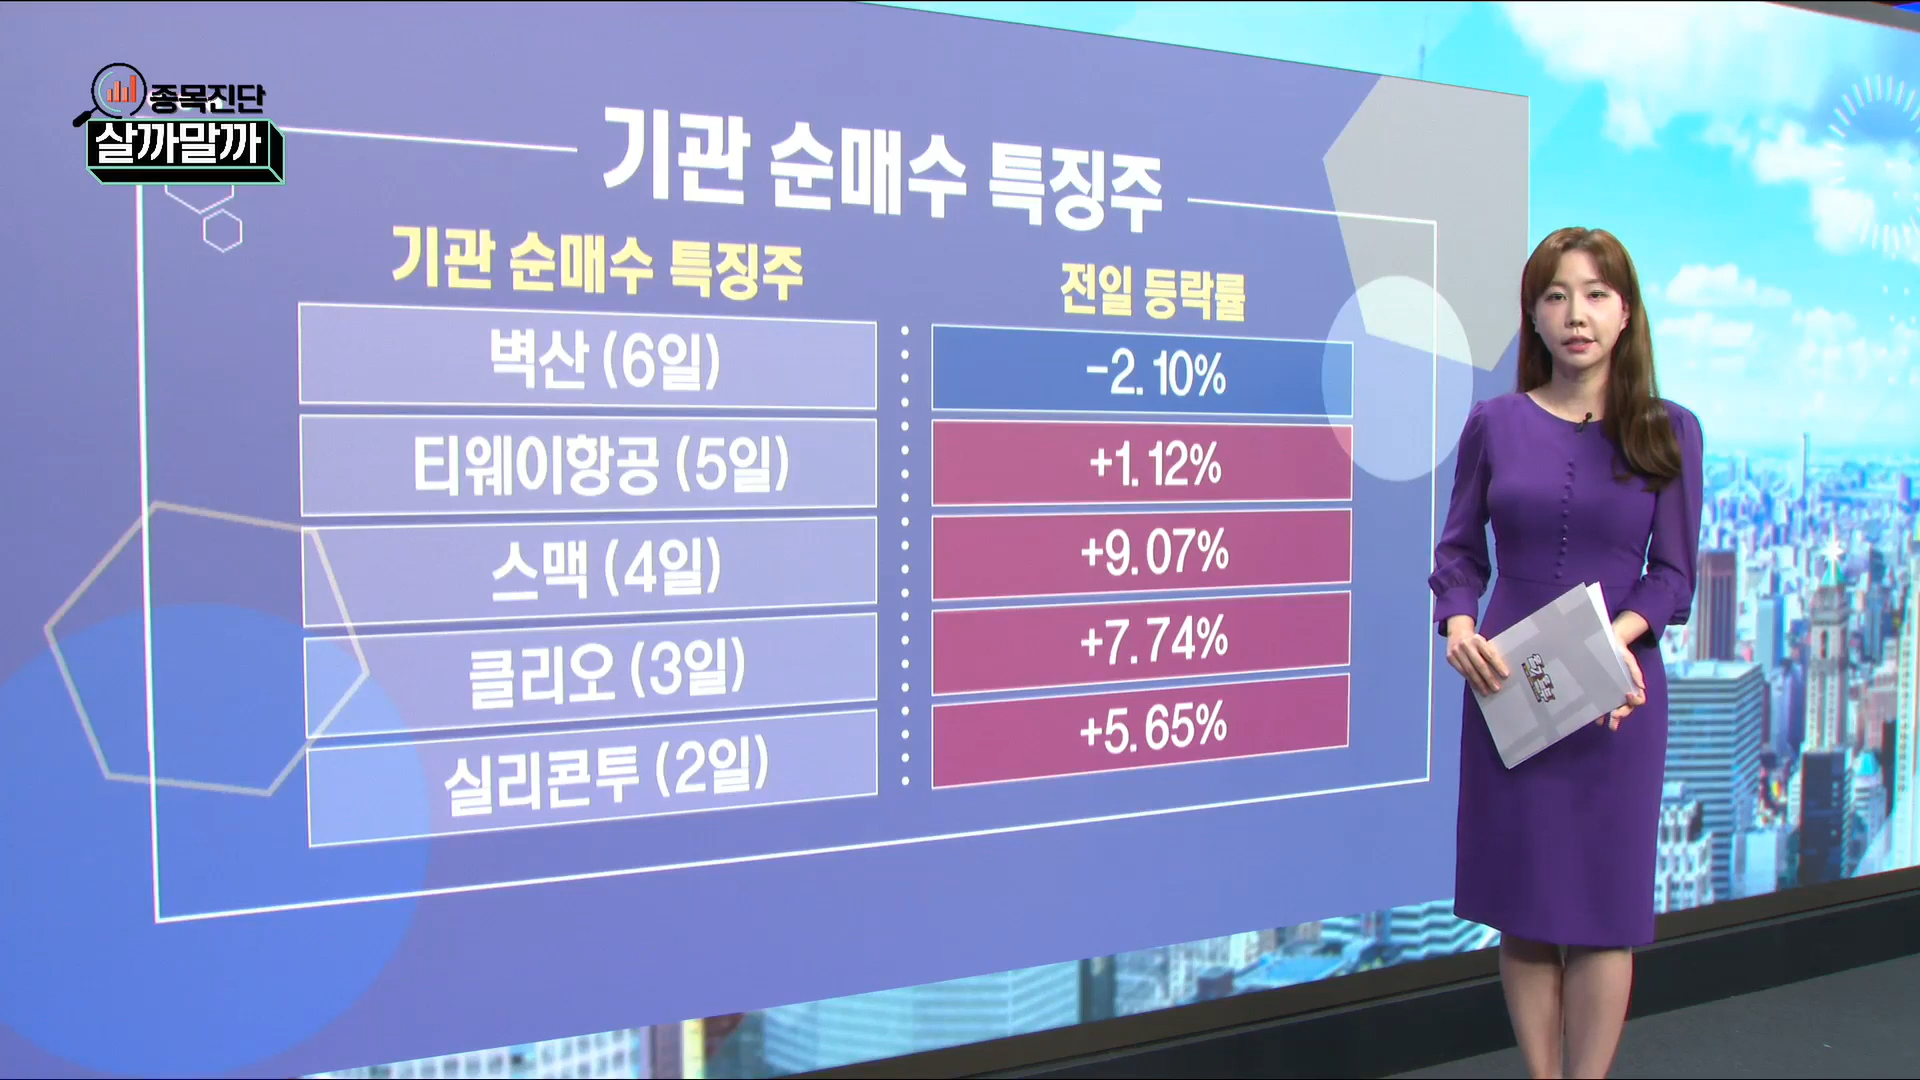 종목진단
살까말까
기관 순매수 특징주
기관 순매수 특징주 전일 등락률
벽산 (6일) -2.10%
티웨이항공 (5일) +1.12%
스맥 (4일) +9.07%
클리오 (3일) +7.74%
실리콘투 (2일) +5.65%